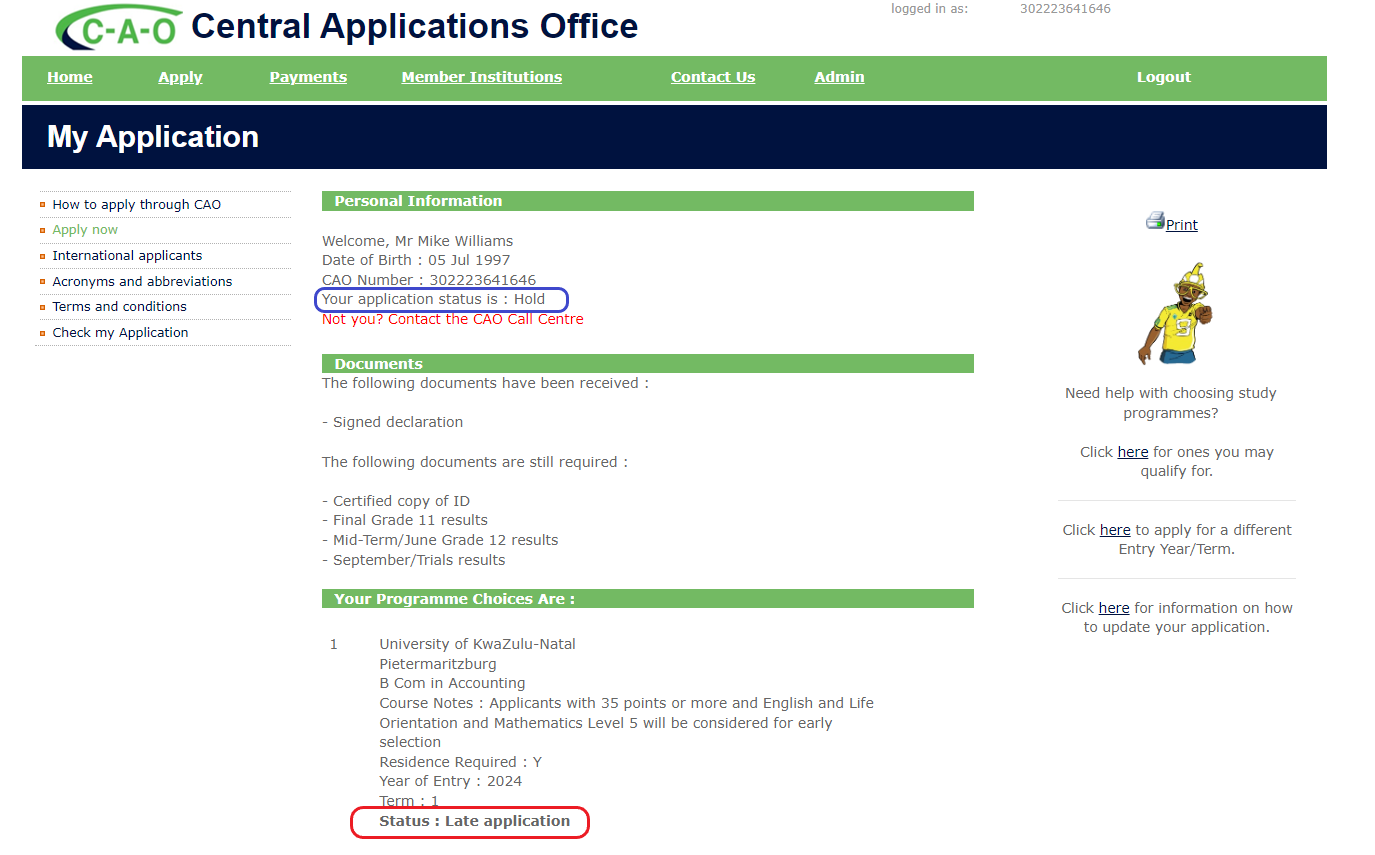 C-A-O Central Applications Office
logged in as: 302223641646
Home Apply Payments Member Institutions Contact Us Admin Logout
My Application
How to apply through CAO
Apply now
International applicants
Acronyms and abbreviations
Terms and conditions
Check my Application
Personal Information
Welcome, Mr Mike Williams
Date of Birth : 05 Jul 1997
CAO Number : 302223641646
Your application status is : Hold
Not you? Contact the CAO Call Centre
Documents
The following documents have been received :
- Signed declaration
The following documents are still required :
- Certified copy of ID
- Final Grade 11 results
- Mid-Term/June Grade 12 results
- September/Trials results
Your Programme Choices Are :
1 University of KwaZulu-Natal
Pietermaritzburg
B Com in Accounting
Course Notes : Applicants with 35 points or more and English and Life
Orientation and Mathematics Level 5 will be considered for early
selection
Residence Required : Y
Year of Entry : 2024
Term : 1
Status : Late application
Print
9
Need help with choosing study
programmes?
Click here for ones you may
qualify for.
Click here to apply for a different
Entry Year/Term.
Click here for information on how
to update your application.